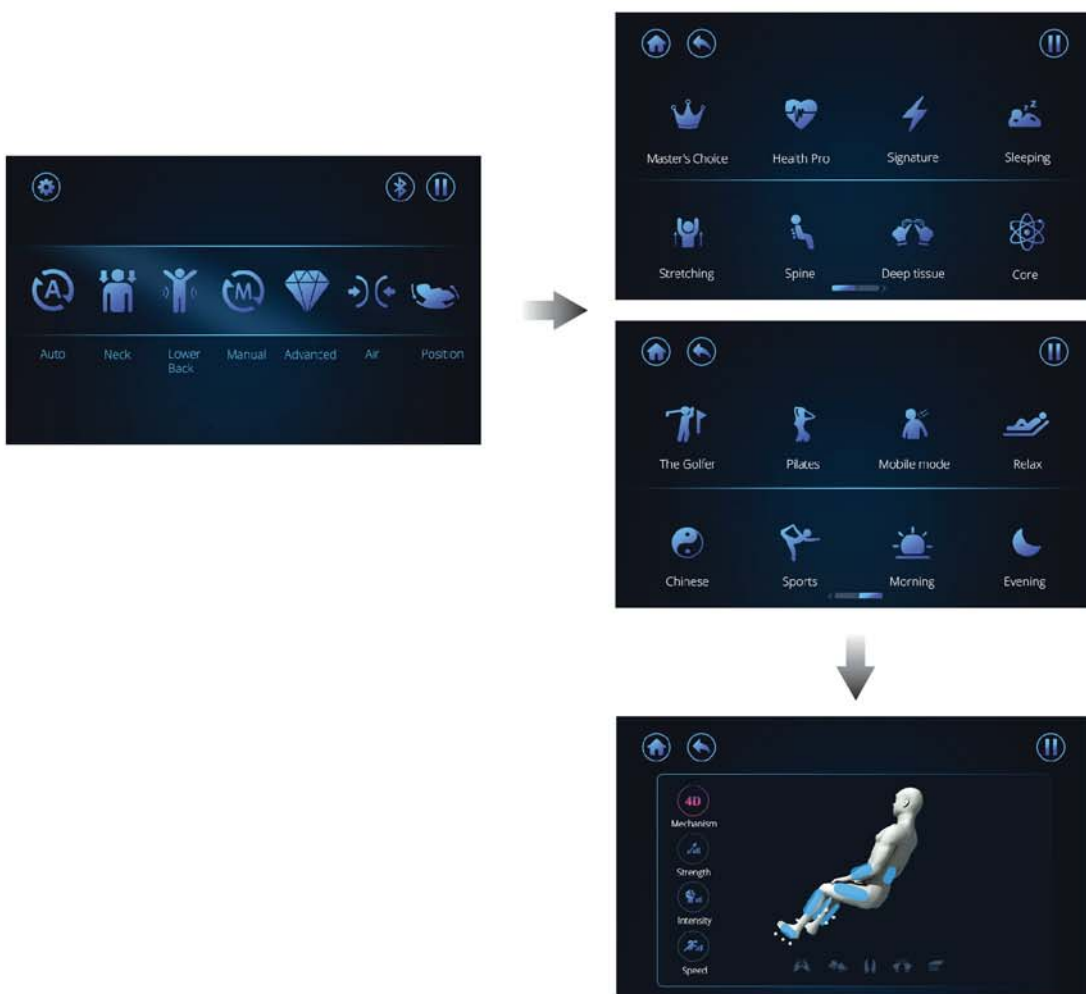 Auto
Neck
Lower
Back
Manual
Advanced
Air
Position
A
M
Master's Choice
Health Pro
Signature
Sleeping
Stretching
Spine
Deep tissue
Core
The Golfer
Pilates
Mobile mode
Relax
Chinese
Sports
Morning
Evening
4D
Mechanism
Strength
Intensity
Speed